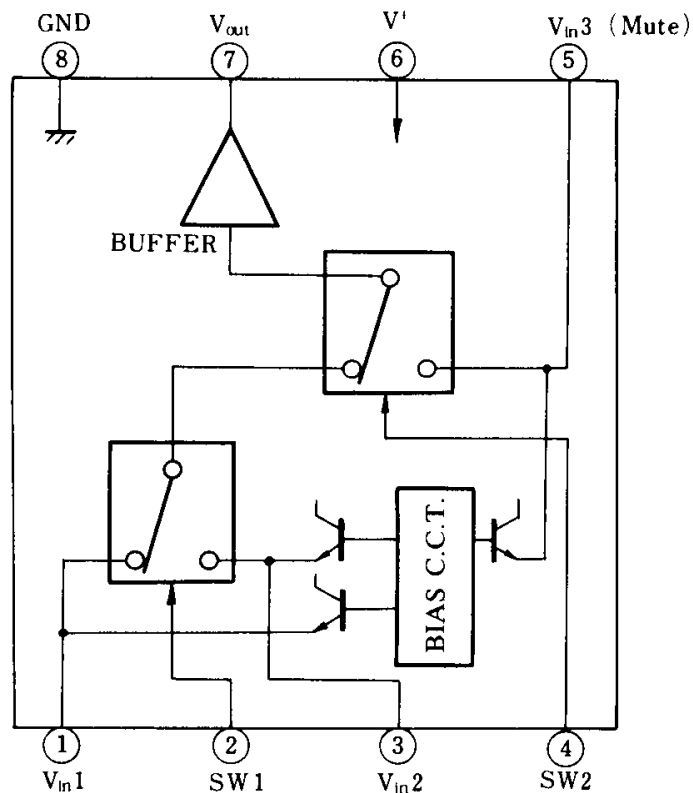 GND
Vout
V+
Vin3 (Mute)
8
7
6
5
BUFFER
BIAS C.C.T.
1
2
3
4
Vin1
SW1
Vin2
SW2